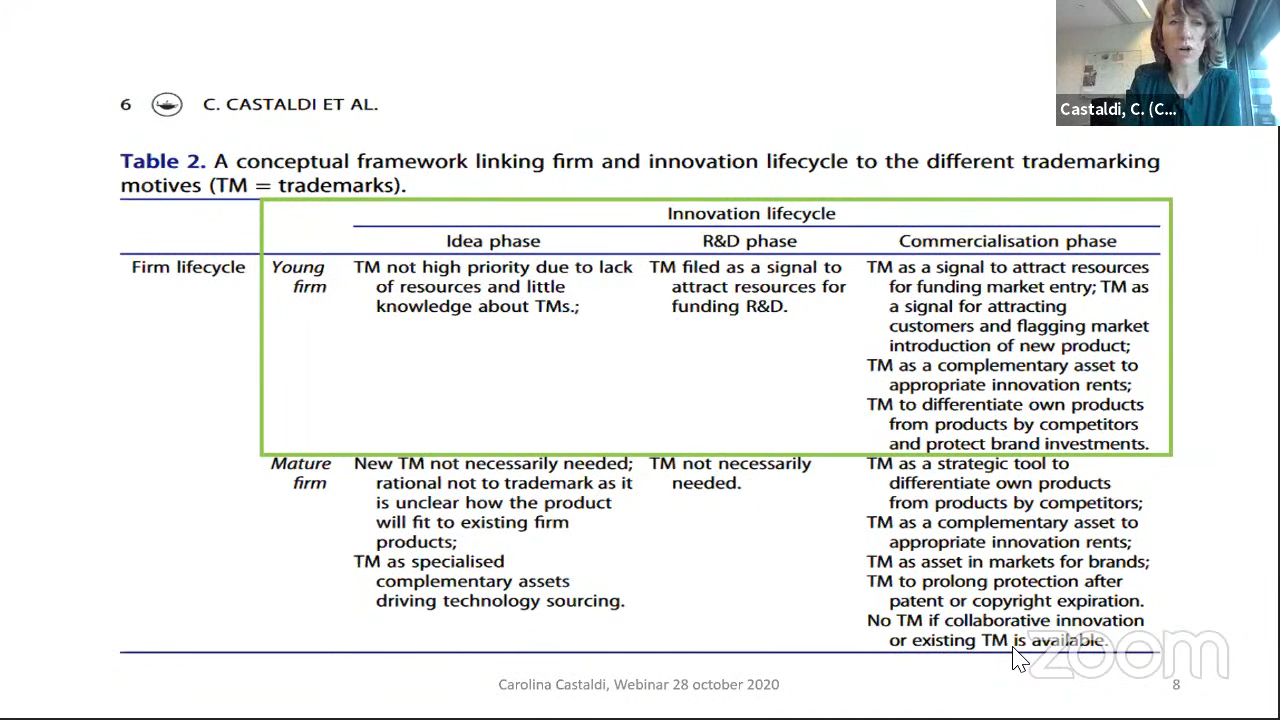 Castaldi, C. (C...
6 C. CASTALDI ET AL.
Table 2. A conceptual framework linking firm and innovation lifecycle to the different trademarking
motives (TM = trademarks).
Innovation lifecycle
Idea phase R&D phase Commercialisation phase
Firm lifecycle Young TM not high priority due to lack TM filed as a signal to TM as a signal to attract resources
firm of resources and little attract resources for for funding market entry; TM as
knowledge about TMs.; funding R&D. a signal for attracting
customers and flagging market
introduction of new product;
TM as a complementary asset to
appropriate innovation rents;
TM to differentiate own products
from products by competitors
and protect brand investments.
Mature New TM not necessarily needed; TM not necessarily TM as a strategic tool to
firm rational not to trademark as it needed. differentiate own products
is unclear how the product from products by competitors;
will fit to existing firm TM as a complementary asset to
products; appropriate innovation rents;
TM as specialised TM as asset in markets for brands;
complementary assets TM to prolong protection after
driving technology sourcing. patent or copyright expiration.
No TM if collaborative innovation
or existing TM is available.
zoom
Carolina Castaldi, Webinar 28 october 2020 8